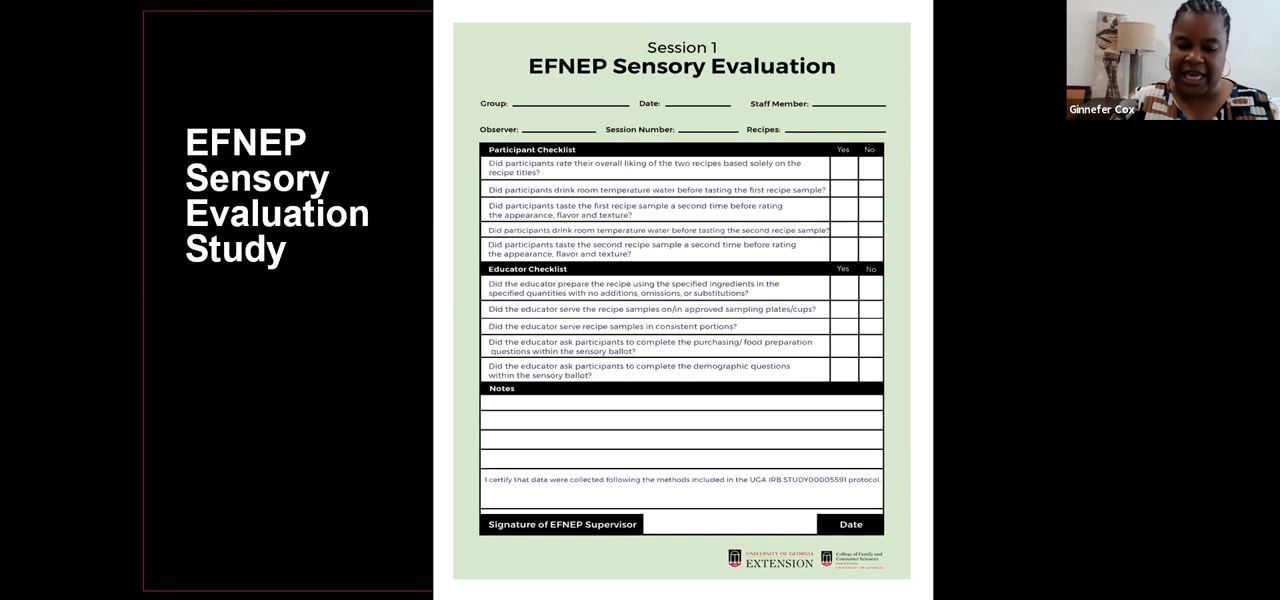 EFNEP
Sensory
Evaluation
Study
Session 1
EFNEP Sensory Evaluation
Group: Date: Staff Member:
Observer: Session Number: Recipes:
Participant Checklist Yes No
Did participants rate their overall liking of the two recipes based solely on the
recipe titles?
Did participants drink room temperature water before tasting the first recipe sample?
Did participants taste the first recipe sample a second time before rating
the appearance, flavor and texture?
Did participants drink room temperature water before tasting the second recipe sample?
Did participants taste the second recipe sample a second time before rating
the appearance, flavor and texture?
Educator Checklist Yes No
Did the educator prepare the recipe using the specified ingredients in the
specified quantities with no additions, omissions, or substitutions?
Did the educator serve the recipe samples on/in approved sampling plates/cups?
Did the educator serve recipe samples in consistent portions?
Did the educator ask participants to complete the purchasing/ food preparation
questions within the sensory ballot?
Did the educator ask participants to complete the demographic questions
within the sensory ballot?
Notes
I certify that data were collected following the methods included in the UGA IRB STUDY00005591 protocol.
Signature of EFNEP Supervisor Date
UNIVERSITY OF GEORGIA
EXTENSION
College of Family and
Consumer Sciences
UNIVERSITY OF GEORGIA
Ginnefer Cox